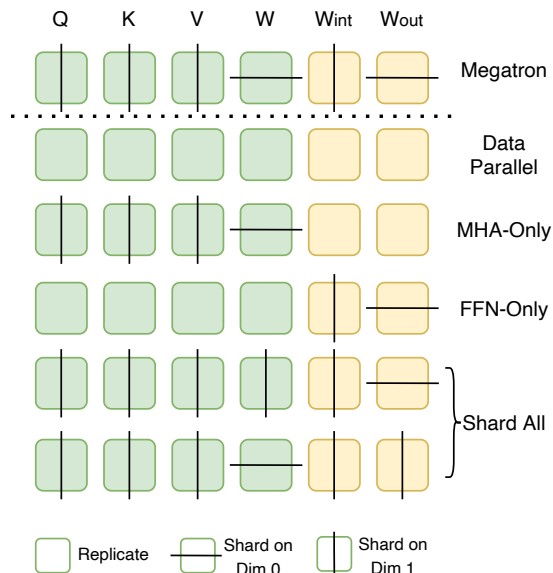 Q K V W Wint Wout
Megatron
Data
Parallel
MHA-Only
FFN-Only
Shard All
Replicate
Shard on
Dim 0
Shard on
Dim 1